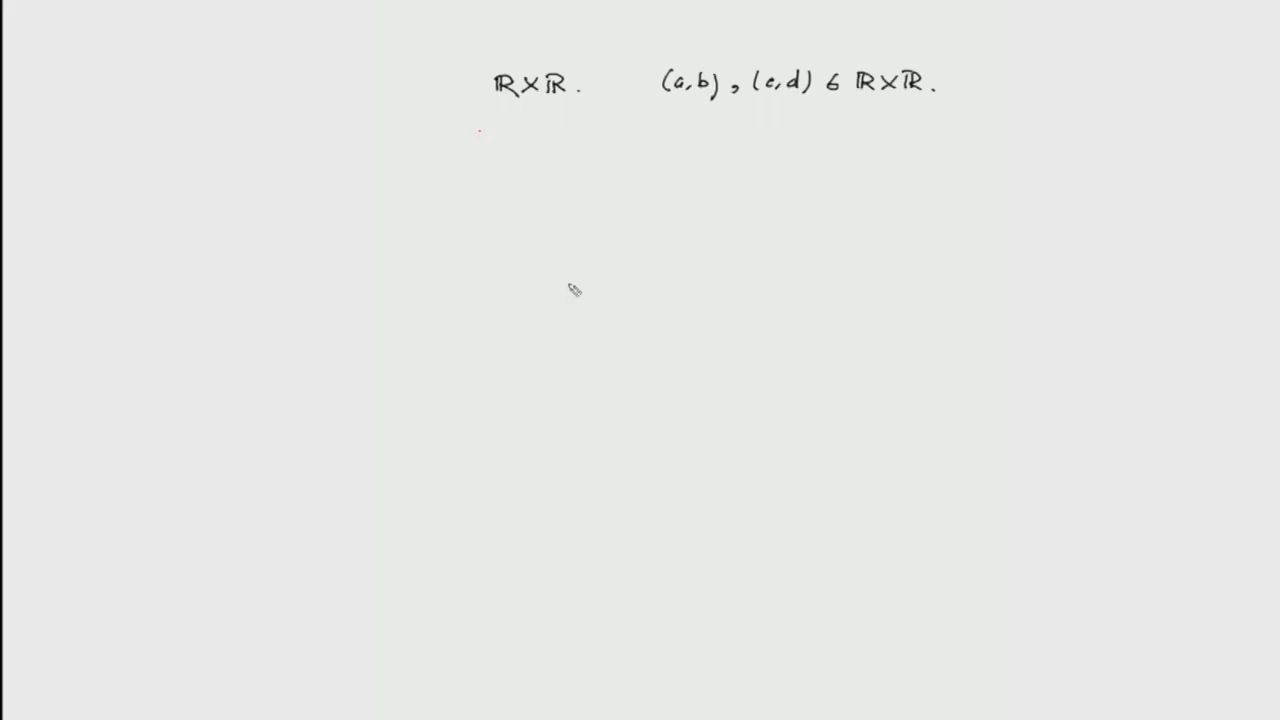 ℝ×ℝ. (a,b), (c,d) ∈ ℝ×ℝ.